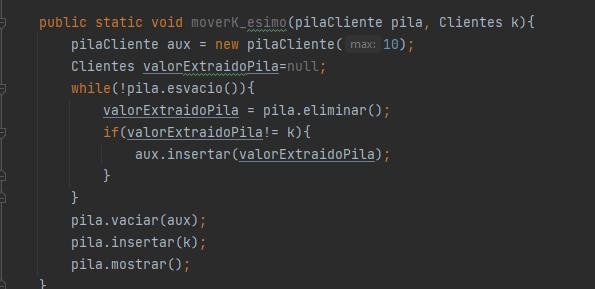 public static void moverK_esimo(pilaCliente pila, Clientes k){
pilaCliente aux = new pilaCliente( max: 10);
Clientes valorExtraidoPila=null;
while(!pila.esvacio()){
valorExtraidoPila = pila.eliminar();
if(valorExtraidoPila!= k){
aux.insertar(valorExtraidoPila);
}
}
pila.vaciar(aux);
pila.insertar(k);
pila.mostrar();
}